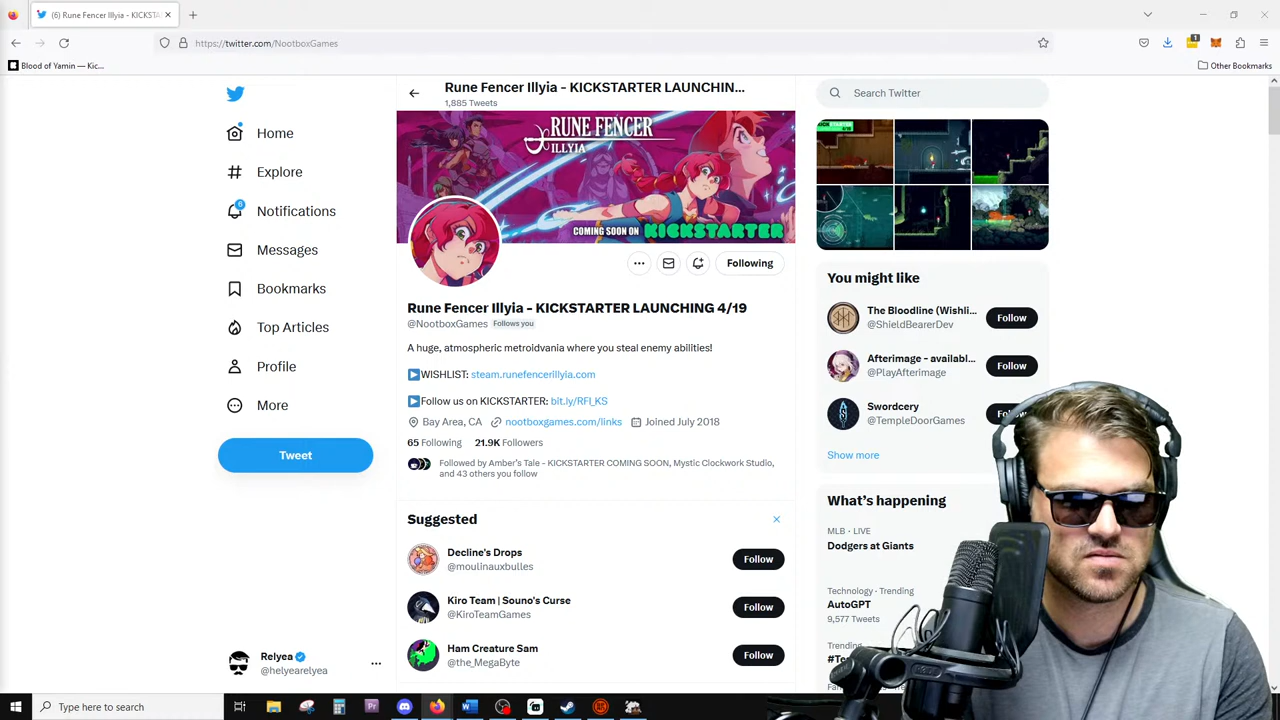 (6) Rune Fencer Illyia - KICKSTA
https://twitter.com/NootboxGames
1
Blood of Yamin — Kic...
Other Bookmarks
Home
Explore
6
Notifications
Messages
Bookmarks
Top Articles
Profile
More
Tweet
Relyea
@helyearelyea
Rune Fencer Illyia - KICKSTARTER LAUNCHIN...
1,885 Tweets
RUNE FENCER
ILLYIA
COMING SOON ON KICKSTARTER
Following
Rune Fencer Illyia - KICKSTARTER LAUNCHING 4/19
@NootboxGames Follows you
A huge, atmospheric metroidvania where you steal enemy abilities!
WISHLIST: steam.runefencerillyia.com
Follow us on KICKSTARTER: bit.ly/RFI_KS
Bay Area, CA nootboxgames.com/links Joined July 2018
65 Following 21.9K Followers
Followed by Amber's Tale - KICKSTARTER COMING SOON, Mystic Clockwork Studio,
and 43 others you follow
Suggested
Decline's Drops
@moulinauxbulles
Follow
Kiro Team | Souno's Curse
@KiroTeamGames
Follow
Ham Creature Sam
@the_MegaByte
Follow
Search Twitter
You might like
The Bloodline (Wishli...
@ShieldBearerDev
Follow
Afterimage - availabl...
@PlayAfterimage
Follow
Swordcery
@TempleDoorGames
Show more
What's happening
MLB · LIVE
Dodgers at Giants
Technology · Trending
AutoGPT
9,577 Tweets
Trending
Type here to search